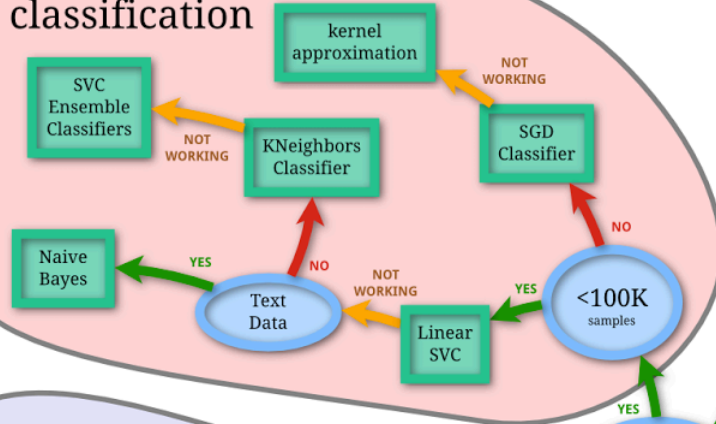 classification
kernel
approximation
NOT
WORKING
SVC
Ensemble
Classifiers
NOT
WORKING
KNeighbors
Classifier
SGD
Classifier
NO
Naive
Bayes
YES
NO
Text
Data
NOT
WORKING
Linear
SVC
YES
<100K
samples
YES